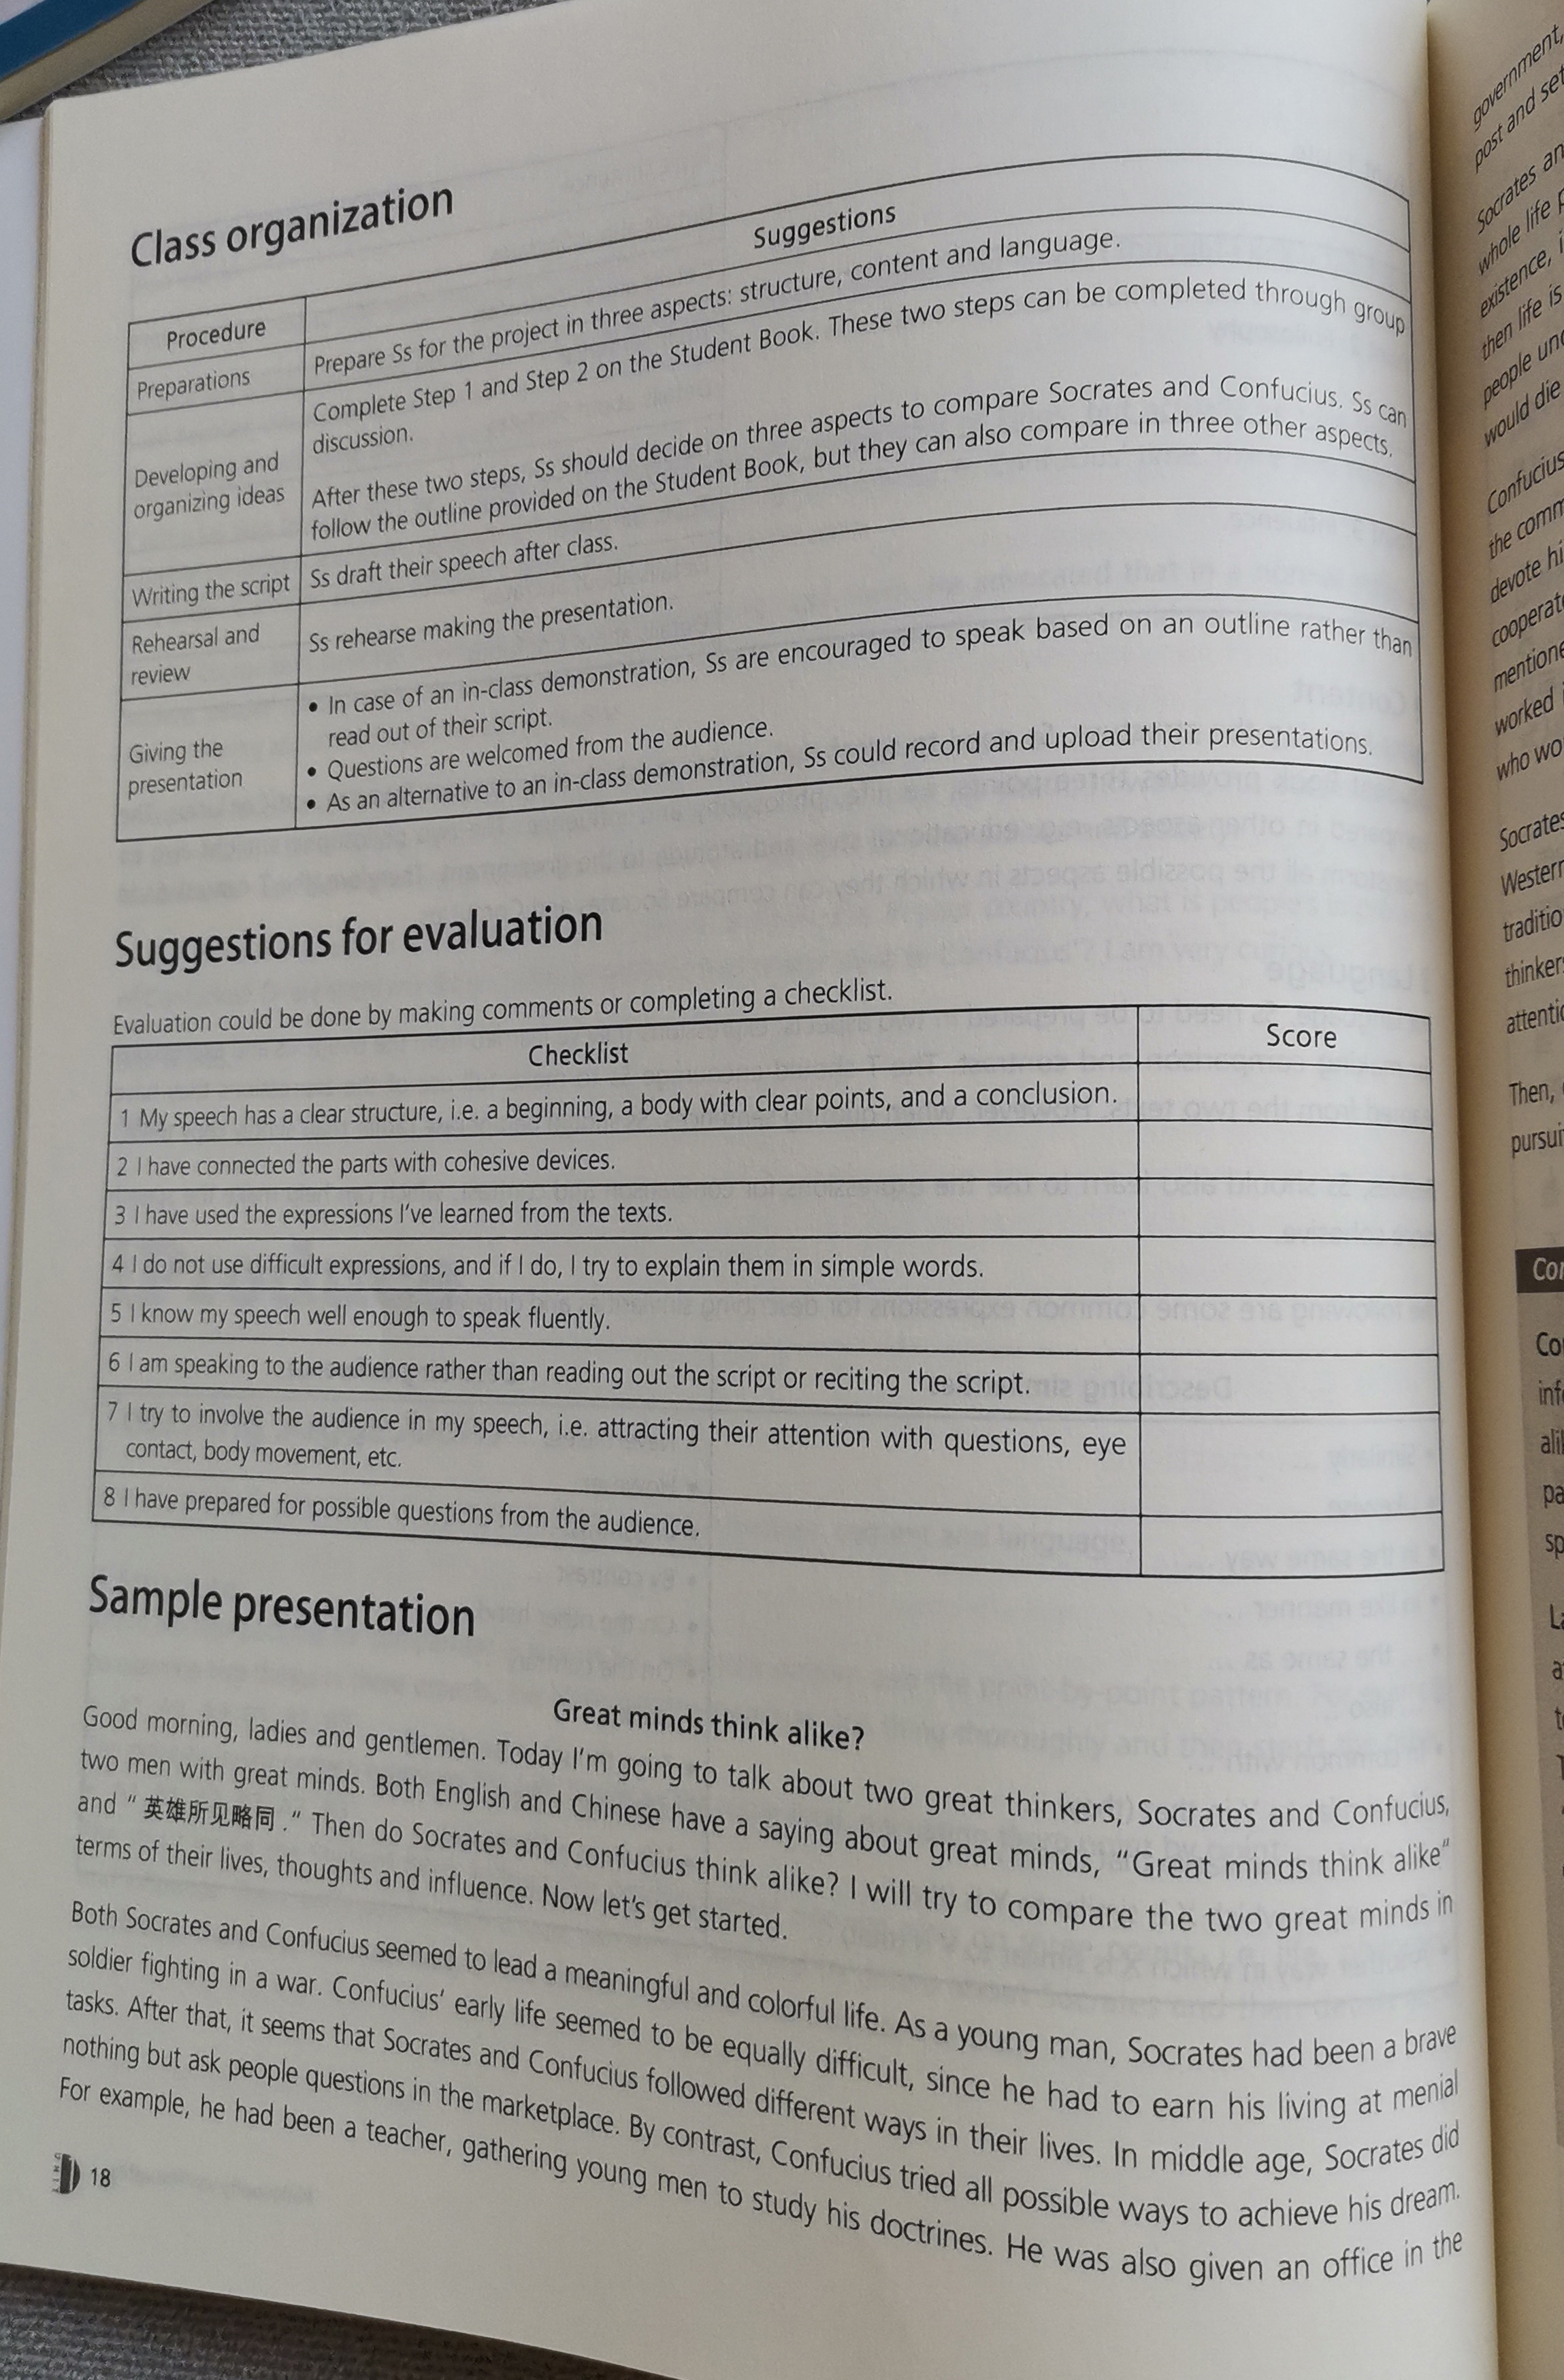 Class organization
Procedure
Suggestions
Preparations
Prepare Ss for the project in three aspects: structure, content and language.
Developing and
organizing ideas
Complete Step 1 and Step 2 on the Student Book. These two steps can be completed through group
discussion.
After these two steps, Ss should decide on three aspects to compare Socrates and Confucius. Ss can
follow the outline provided on the Student Book, but they can also compare in three other aspects.
Writing the script
Ss draft their speech after class.
Rehearsal and
review
Ss rehearse making the presentation.
Giving the
presentation
• In case of an in-class demonstration, Ss are encouraged to speak based on an outline rather than
read out of their script.
• Questions are welcomed from the audience.
• As an alternative to an in-class demonstration, Ss could record and upload their presentations.
Suggestions for evaluation
Evaluation could be done by making comments or completing a checklist.
Checklist
Score
1 My speech has a clear structure, i.e. a beginning, a body with clear points, and a conclusion.
2 I have connected the parts with cohesive devices.
3 I have used the expressions I've learned from the texts.
4 I do not use difficult expressions, and if I do, I try to explain them in simple words.
5 I know my speech well enough to speak fluently.
6 I am speaking to the audience rather than reading out the script or reciting the script.
7 I try to involve the audience in my speech, i.e. attracting their attention with questions, eye
contact, body movement, etc.
8 I have prepared for possible questions from the audience.
Sample presentation
Great minds think alike?
Good morning, ladies and gentlemen. Today I'm going to talk about two great thinkers, Socrates and Confucius,
two men with great minds. Both English and Chinese have a saying about great minds, "Great minds think alike"
and "英雄所见略同." Then do Socrates and Confucius think alike? I will try to compare the two great minds in
terms of their lives, thoughts and influence. Now let's get started.
Both Socrates and Confucius seemed to lead a meaningful and colorful life. As a young man, Socrates had been a brave
soldier fighting in a war. Confucius' early life seemed to be equally difficult, since he had to earn his living at menial
tasks. After that, it seems that Socrates and Confucius followed different ways in their lives. In middle age, Socrates did
nothing but ask people questions in the marketplace. By contrast, Confucius tried all possible ways to achieve his dream.
For example, he had been a teacher, gathering young men to study his doctrines. He was also given an office in the
18
government,
post and set
Socrates an
whole life p
existence, i
then life is
people und
would die
Confucius
the comm
devote hi
cooperat
mentione
worked i
who wo
Socrates
Western
traditio
thinkers
attentio
Then,
pursui
Co
inf
ali
pa
sp